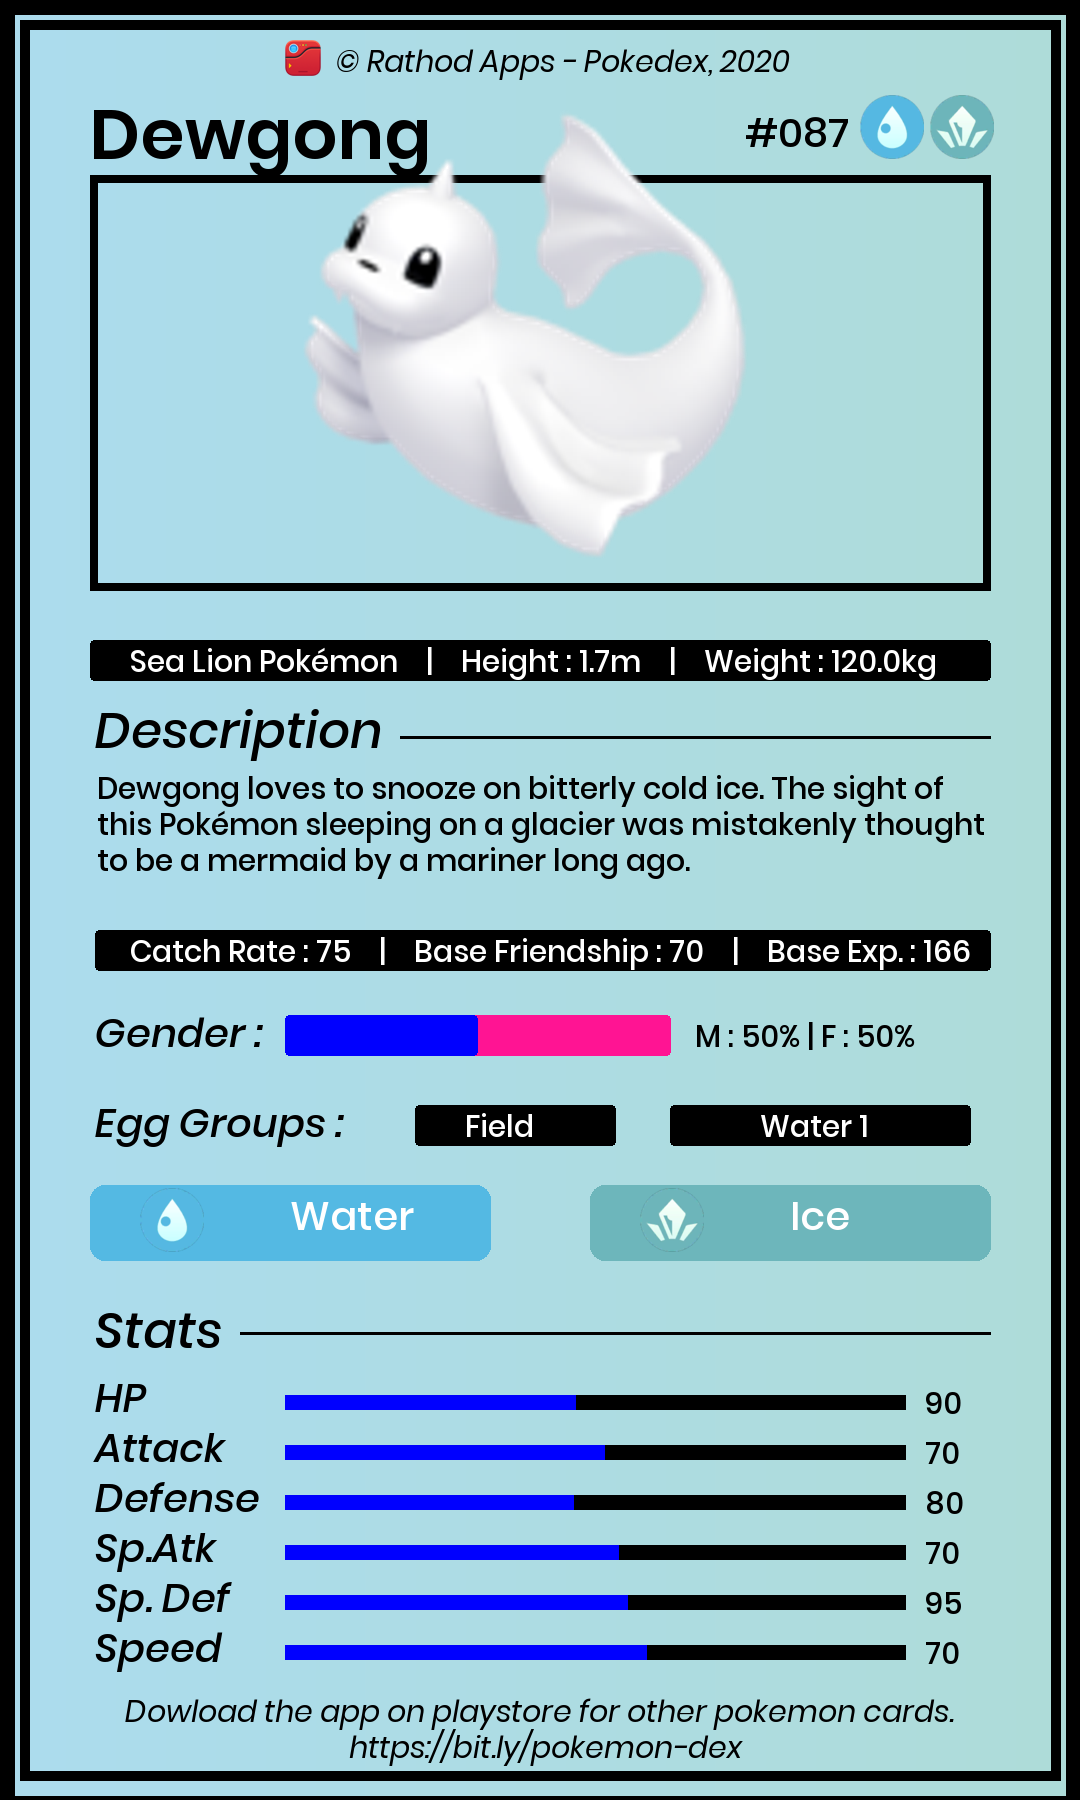 © Rathod Apps - Pokedex, 2020
Dewgong
#087
Sea Lion Pokémon | Height : 1.7m | Weight : 120.0kg
Description
Dewgong loves to snooze on bitterly cold ice. The sight of
this Pokémon sleeping on a glacier was mistakenly thought
to be a mermaid by a mariner long ago.
Catch Rate : 75 | Base Friendship : 70 | Base Exp. : 166
Gender : M : 50% | F : 50%
Egg Groups : Field Water 1
Water Ice
Stats
HP 90
Attack 70
Defense 80
Sp.Atk 70
Sp. Def 95
Speed 70
Dowload the app on playstore for other pokemon cards.
https://bit.ly/pokemon-dex